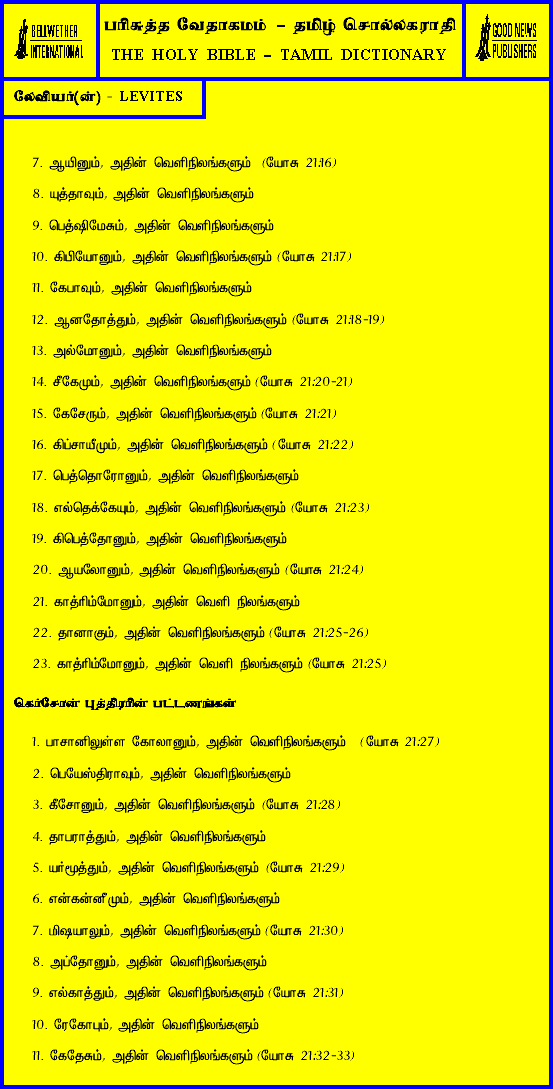 BELLWETHER
INTERNATIONAL
பரிசுத்த வேதாகமம் - தமிழ் சொல்லகராதி
THE HOLY BIBLE - TAMIL DICTIONARY
GOOD NEWS
PUBLISHERS
லேவியர்(ன்) - LEVITES
7. ஆயினும், அதின் வெளிநிலங்களும் (யோசு 21:16)
8. யுத்தாவும், அதின் வெளிநிலங்களும்
9. பெத்ஷிமேசும், அதின் வெளிநிலங்களும்
10. கிபியோனும், அதின் வெளிநிலங்களும் (யோசு 21:17)
11. கேபாவும், அதின் வெளிநிலங்களும்
12. ஆனதோத்தும், அதின் வெளிநிலங்களும் (யோசு 21:18-19)
13. அல்மோனும், அதின் வெளிநிலங்களும்
14. சீகேமும், அதின் வெளிநிலங்களும் (யோசு 21:20-21)
15. கேசேரும், அதின் வெளிநிலங்களும் (யோசு 21:21)
16. கிப்சாயீமும், அதின் வெளிநிலங்களும் (யோசு 21:22)
17. பெத்தொரோனும், அதின் வெளிநிலங்களும்
18. எல்தெக்கேயும், அதின் வெளிநிலங்களும் (யோசு 21:23)
19. கிபெத்தோனும், அதின் வெளிநிலங்களும்
20. ஆயலோனும், அதின் வெளிநிலங்களும் (யோசு 21:24)
21. காத்ரிம்மோனும், அதின் வெளி நிலங்களும்
22. தானாகும், அதின் வெளிநிலங்களும் (யோசு 21:25-26)
23. காத்ரிம்மோனும், அதின் வெளி நிலங்களும் (யோசு 21:25)
கெர்சோன் புத்திரரின் பட்டணங்கள்
1. பாசானிலுள்ள கோலானும், அதின் வெளிநிலங்களும் (யோசு 21:27)
2. பெயேஸ்திராவும், அதின் வெளிநிலங்களும்
3. கீசோனும், அதின் வெளிநிலங்களும் (யோசு 21:28)
4. தாபராத்தும், அதின் வெளிநிலங்களும்
5. யர்மூத்தும், அதின் வெளிநிலங்களும் (யோசு 21:29)
6. என்கன்னீமும், அதின் வெளிநிலங்களும்
7. மிஷயாலும், அதின் வெளிநிலங்களும் (யோசு 21:30)
8. அப்தோனும், அதின் வெளிநிலங்களும்
9. எல்காத்தும், அதின் வெளிநிலங்களும் (யோசு 21:31)
10. ரேகோபும், அதின் வெளிநிலங்களும்
11. கேதேசும், அதின் வெளிநிலங்களும் (யோசு 21:32-33)